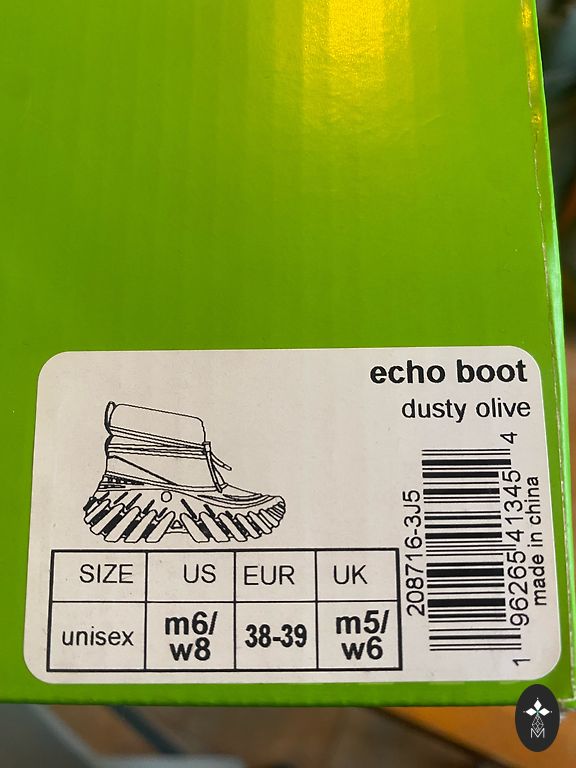 echo boot
dusty olive
SIZE US EUR UK
unisex m6/ w8 38-39 m5/ w6
208716-3J5
1 96265 41345 4
made in china
M